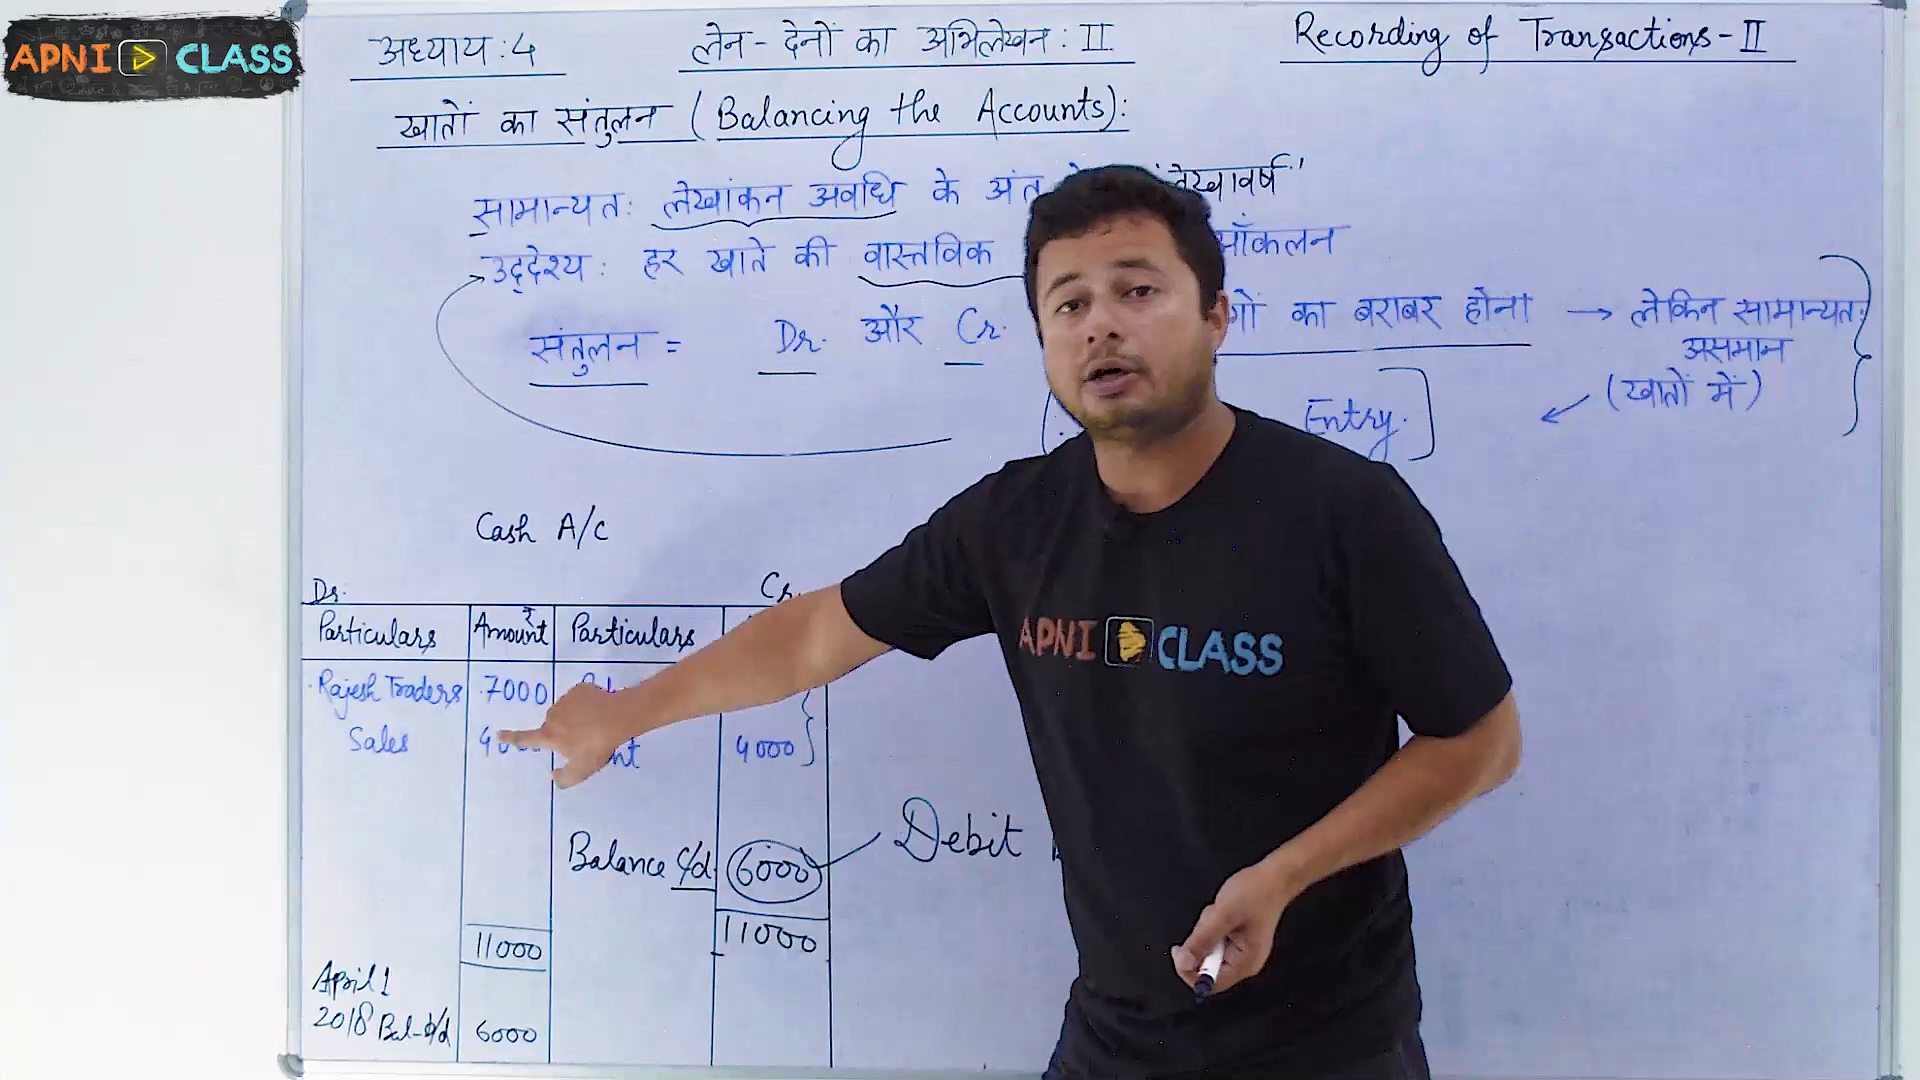 APNI CLASS
अध्याय: 4 लेन-देनों का अभिलेखन: II Recording of Transactions-II
खातों का संतुलन (Balancing the Accounts):
सामान्यत: लेखांकन अवधि के अंत
उद्देश्य: हर खाते की वास्तविक
संतुलन = Dr. और Cr. का बराबर होना → लेकिन सामान्यत:
असमान
(खातों में)
Entry.
Cash A/C
Dr. Cr.
Particulars Amount ₹ Particulars
Rajesh Traders 7000
Sales 4000
APNI CLASS
Balance c/d 6000 Debit
11000 11000
April 1
2018 Bal-b/d 6000